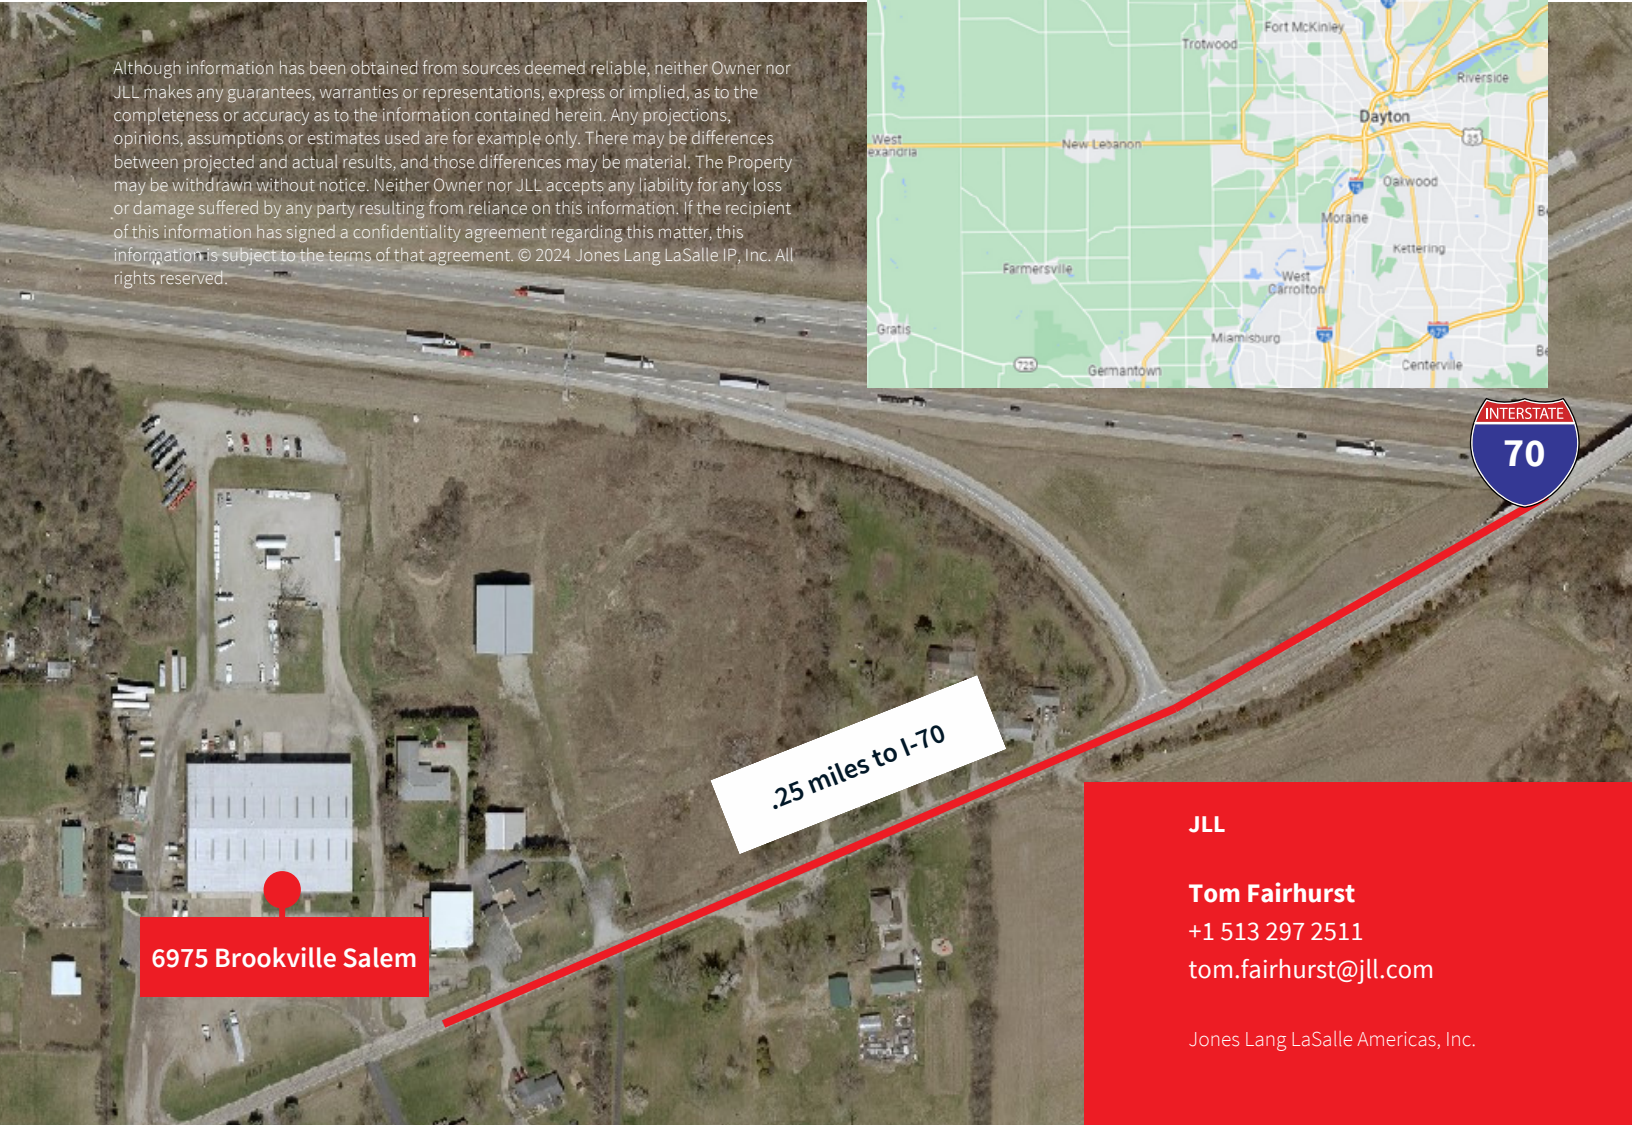 Although information has been obtained from sources deemed reliable, neither Owner nor
JLL makes any guarantees, warranties or representations, express or implied, as to the
completeness or accuracy as to the information contained herein. Any projections,
opinions, assumptions or estimates used are for example only. There may be differences
between projected and actual results, and those differences may be material. The Property
may be withdrawn without notice. Neither Owner nor JLL accepts any liability for any loss
or damage suffered by any party resulting from reliance on this information. If the recipient
of this information has signed a confidentiality agreement regarding this matter, this
information is subject to the terms of that agreement. © 2024 Jones Lang LaSalle IP, Inc. All
rights reserved.
Fort McKinley
Trotwood
Riverside
Dayton
West
exandria
New Lebanon
35
75
Oakwood
Morane
Kettering
Farmersville
West
Carrolton
Gratis
Miamisburg
75
675
725
Germantown
Centerville
INTERSTATE
70
.25 miles to I-70
6975 Brookville Salem
JLL
Tom Fairhurst
+1 513 297 2511
tom.fairhurst@jll.com
Jones Lang LaSalle Americas, Inc.